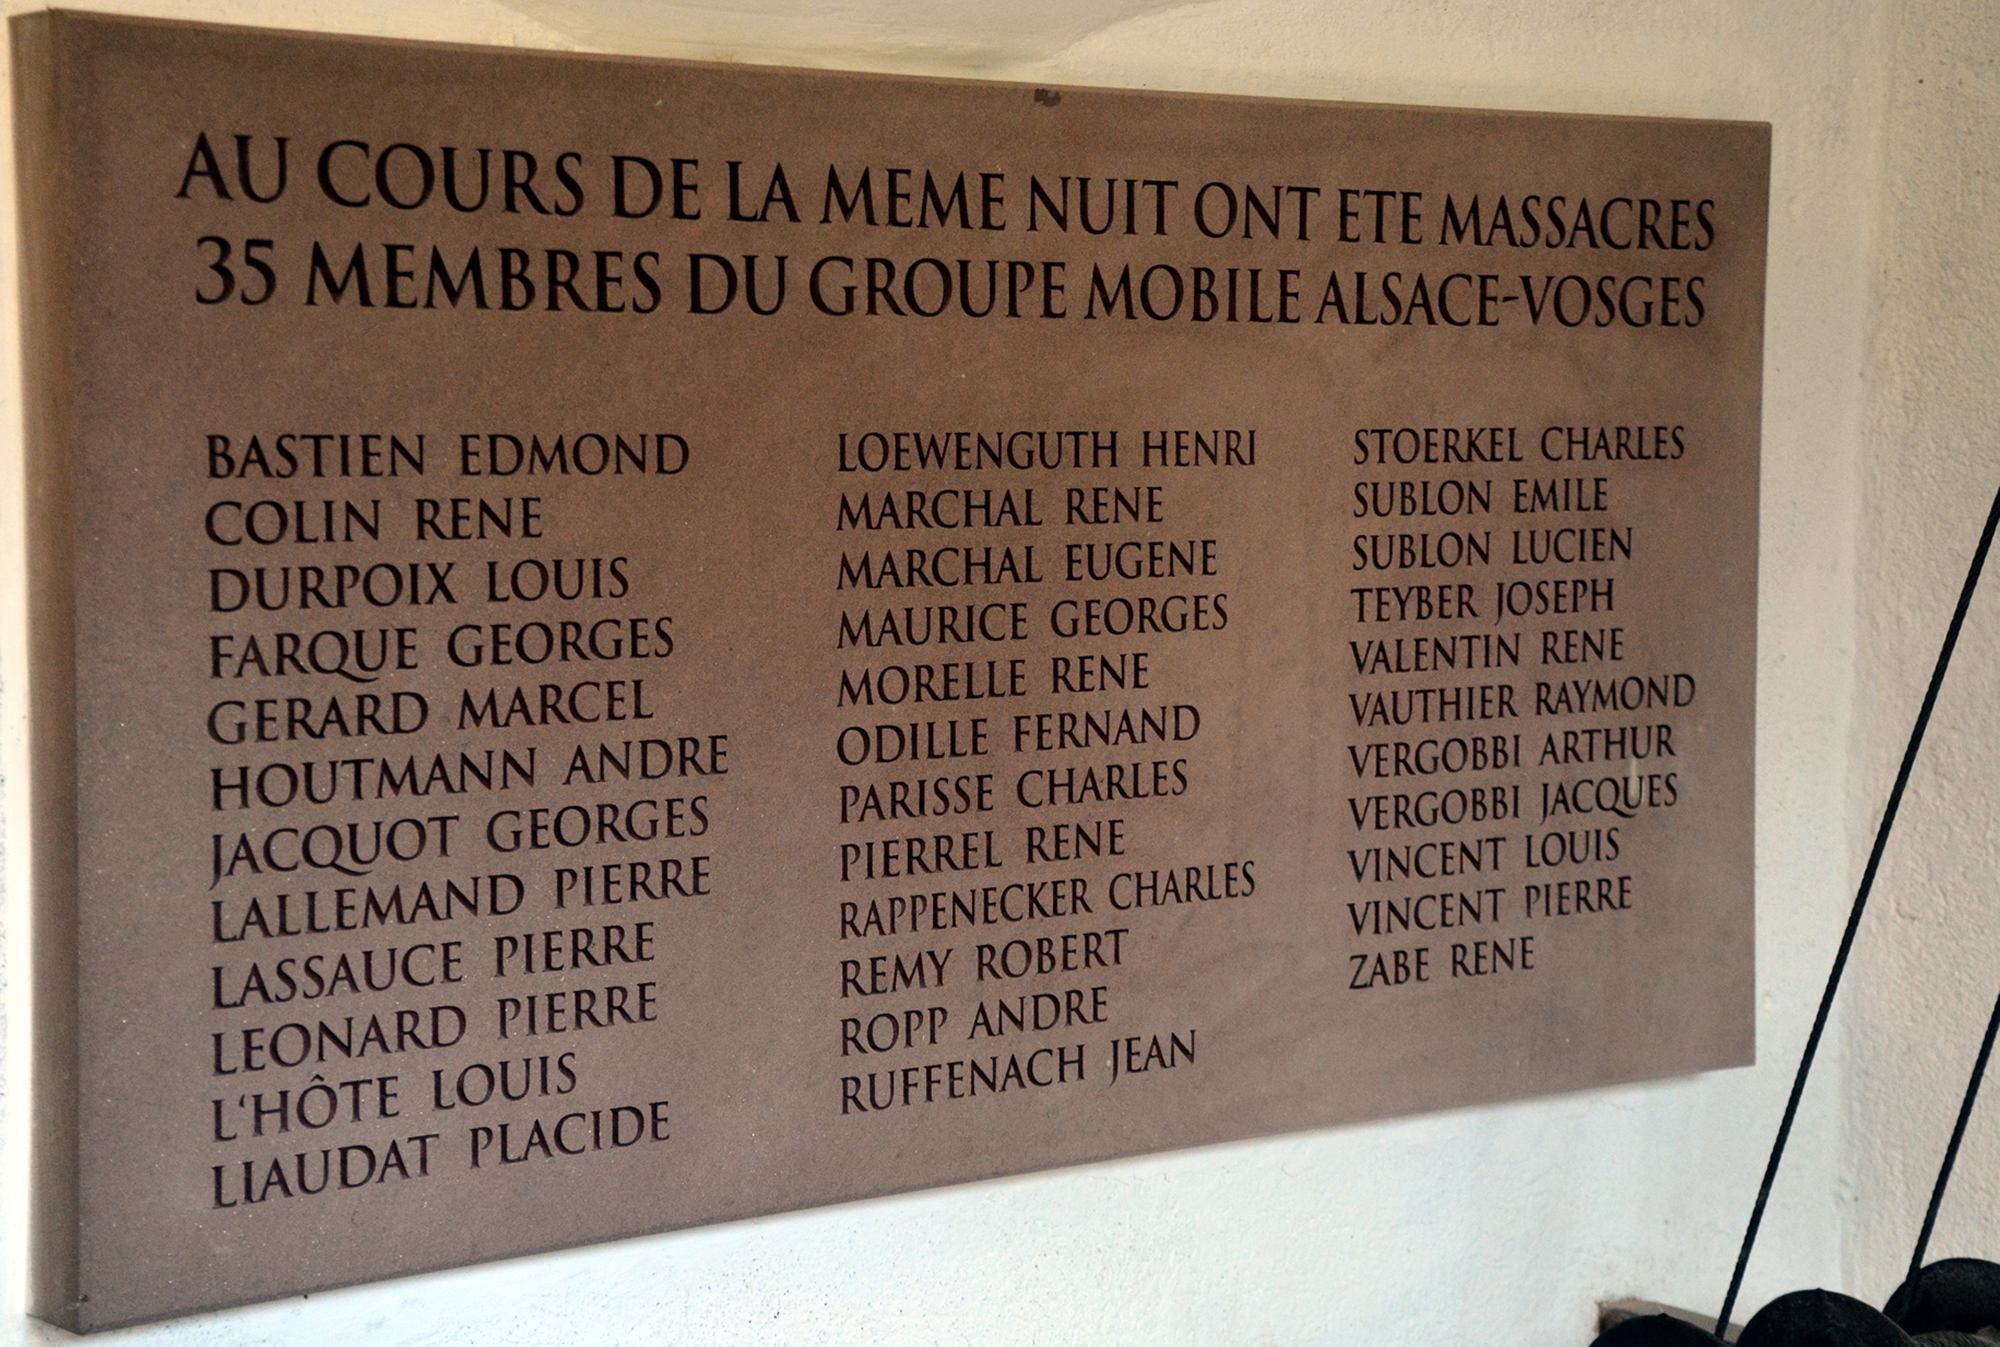 AU COURS DE LA MEME NUIT ONT ETE MASSACRES
35 MEMBRES DU GROUPE MOBILE ALSACE-VOSGES
BASTIEN EDMOND
COLIN RENE
DURPOIX LOUIS
FARQUE GEORGES
GERARD MARCEL
HOUTMANN ANDRE
JACQUOT GEORGES
LALLEMAND PIERRE
LASSAUCE PIERRE
LEONARD PIERRE
L‘HÔTE LOUIS
LIAUDAT PLACIDE
LOEWENGUTH HENRI
MARCHAL RENE
MARCHAL EUGENE
MAURICE GEORGES
MORELLE RENE
ODILLE FERNAND
PARISSE CHARLES
PIERREL RENE
RAPPENECKER CHARLES
REMY ROBERT
ROPP ANDRE
RUFFENACH JEAN
STOERKEL CHARLES
SUBLON EMILE
SUBLON LUCIEN
TEYBER JOSEPH
VALENTIN RENE
VAUTHIER RAYMOND
VERGOBBI ARTHUR
VERGOBBI JACQUES
VINCENT LOUIS
VINCENT PIERRE
ZABE RENE